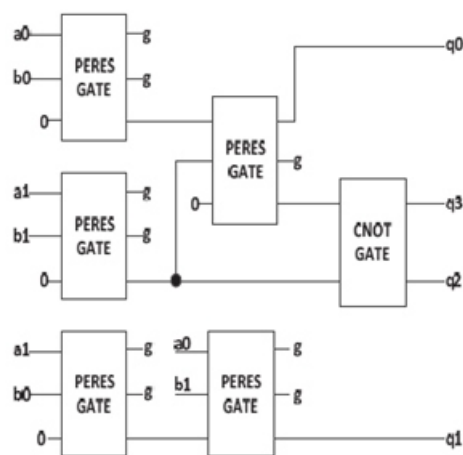 a0
b0
0
PERES
GATE
g
g
q0
a1
b1
0
PERES
GATE
g
g
0
PERES
GATE
g
CNOT
GATE
q3
q2
a1
b0
0
PERES
GATE
g
g
a0
b1
PERES
GATE
g
g
q1